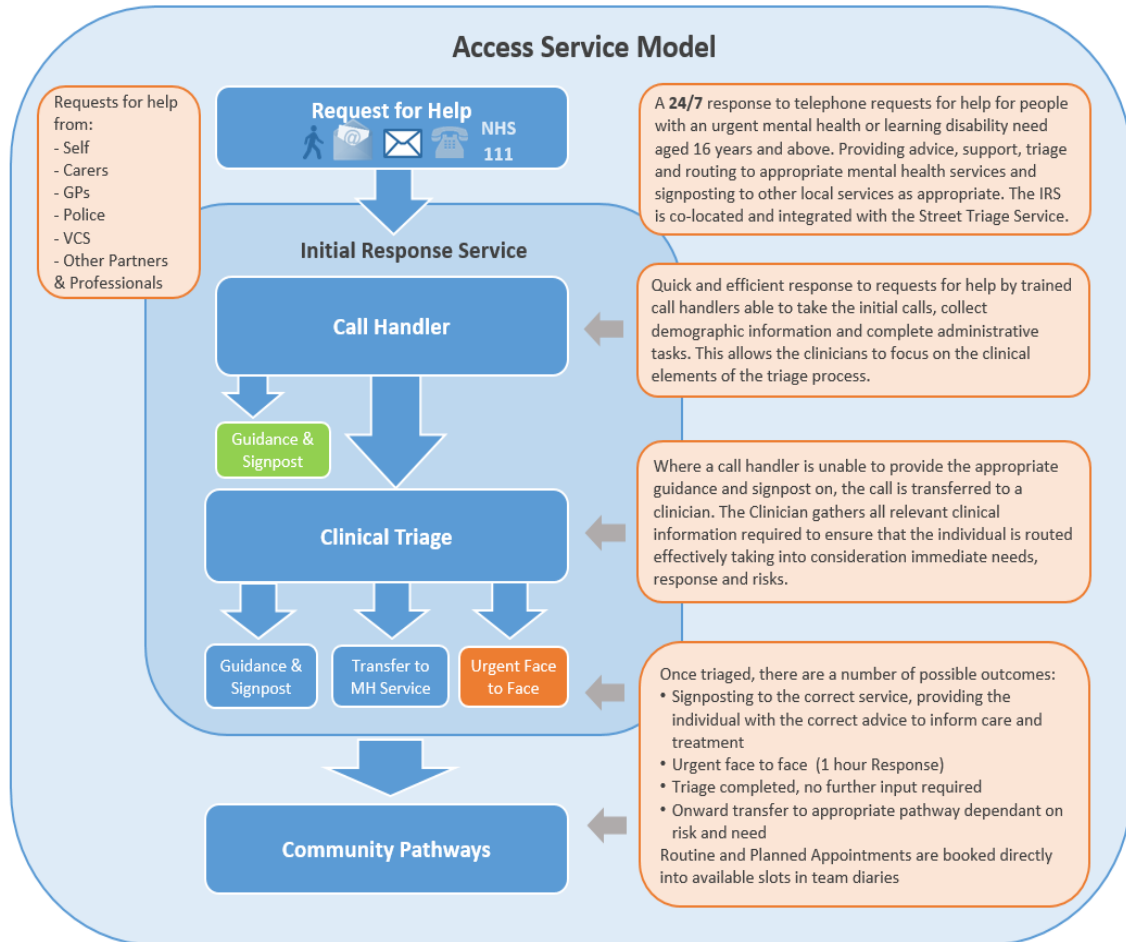 Access Service Model
Requests for help
from:
- Self
- Carers
- GPs
- Police
- VCS
- Other Partners
& Professionals
Request for Help
@
NHS
111
A 24/7 response to telephone requests for help for people
with an urgent mental health or learning disability need
aged 16 years and above. Providing advice, support, triage
and routing to appropriate mental health services and
signposting to other local services as appropriate. The IRS
is co-located and integrated with the Street Triage Service.
Initial Response Service
Call Handler
Quick and efficient response to requests for help by trained
call handlers able to take the initial calls, collect
demographic information and complete administrative
tasks. This allows the clinicians to focus on the clinical
elements of the triage process.
Guidance &
Signpost
Clinical Triage
Where a call handler is unable to provide the appropriate
guidance and signpost on, the call is transferred to a
clinician. The Clinician gathers all relevant clinical
information required to ensure that the individual is routed
effectively taking into consideration immediate needs,
response and risks.
Guidance &
Signpost
Transfer to
MH Service
Urgent Face
to Face
Once triaged, there are a number of possible outcomes:
• Signposting to the correct service, providing the
individual with the correct advice to inform care and
treatment
• Urgent face to face (1 hour Response)
• Triage completed, no further input required
• Onward transfer to appropriate pathway dependant on
risk and need
Routine and Planned Appointments are booked directly
into available slots in team diaries
Community Pathways